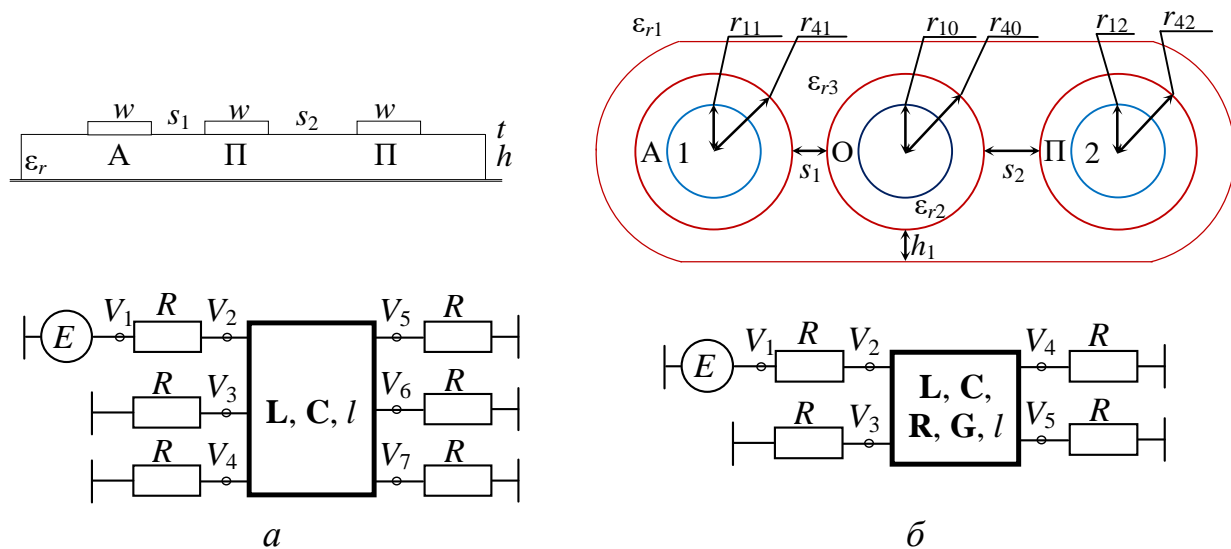 w s₁ w s₂ w t
εr А П П h
εr1 r11 r41 r10 r40 r12 r42
εr3
А 1 О П 2
s₁ s₂
εr2
h₁
V₁ R V₂ V₅ R
E
R V₃ V₆ R
L, C, l
R V₄ V₇ R
а
V₁ R V₂ V₄ R
E
L, C,
R, G, l
R V₃ V₅ R
б